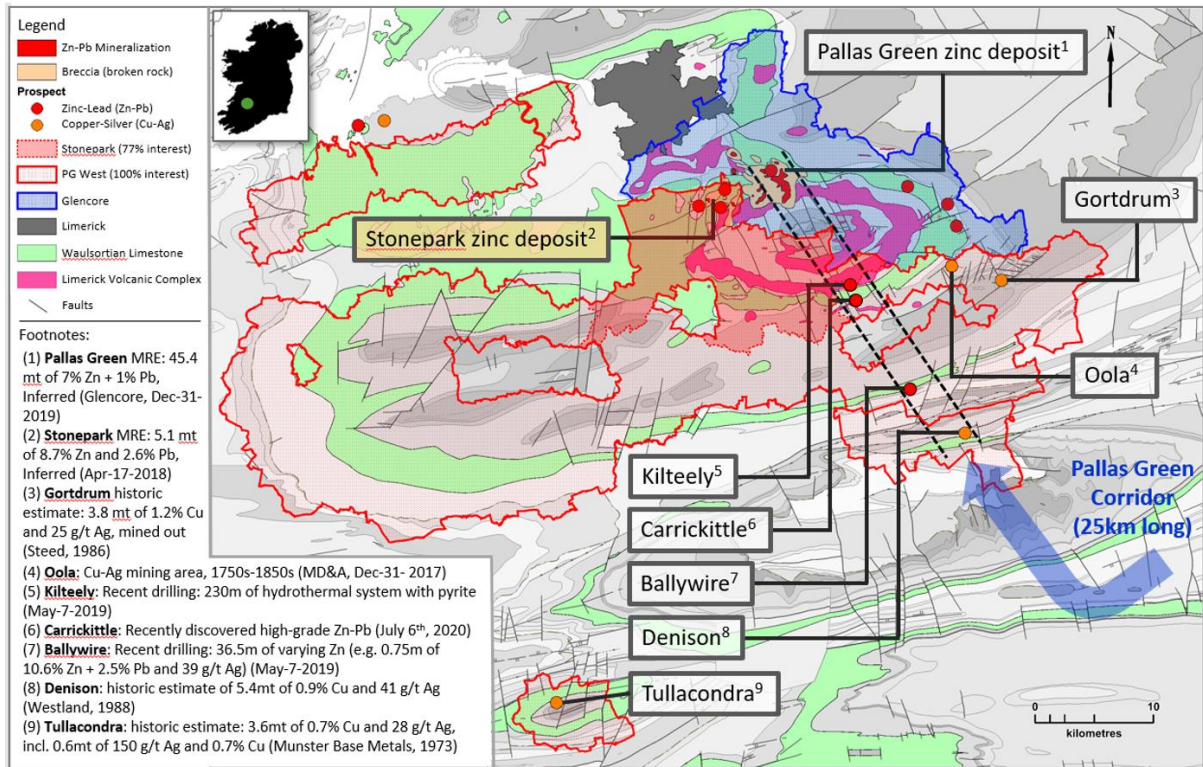 Legend
Zn-Pb Mineralization
Breccia (broken rock)
Prospect
Zinc-Lead (Zn-Pb)
Copper-Silver (Cu-Ag)
Stonepark (77% interest)
PG West (100% interest)
Glencore
Limerick
Waulsortian Limestone
Limerick Volcanic Complex
Faults
Footnotes:
(1) Pallas Green MRE: 45.4
mt of 7% Zn + 1% Pb,
Inferred (Glencore, Dec-31-
2019)
(2) Stonepark MRE: 5.1 mt
of 8.7% Zn and 2.6% Pb,
Inferred (Apr-17-2018)
(3) Gortdrum historic
estimate: 3.8 mt of 1.2% Cu
and 25 g/t Ag, mined out
(Steed, 1986)
(4) Oola: Cu-Ag mining area, 1750s-1850s (MD&A, Dec-31- 2017)
(5) Kilteely: Recent drilling: 230m of hydrothermal system with pyrite
(May-7-2019)
(6) Carrickittle: Recently discovered high-grade Zn-Pb (July 6th, 2020)
(7) Ballywire: Recent drilling: 36.5m of varying Zn (e.g. 0.75m of
10.6% Zn + 2.5% Pb and 39 g/t Ag) (May-7-2019)
(8) Denison: historic estimate of 5.4mt of 0.9% Cu and 41 g/t Ag
(Westland, 1988)
(9) Tullacondra: historic estimate: 3.6mt of 0.7% Cu and 28 g/t Ag,
incl. 0.6mt of 150 g/t Ag and 0.7% Cu (Munster Base Metals, 1973)
Pallas Green zinc deposit1
N
Gortdrum3
Stonepark zinc deposit2
Oola4
Kilteely5
Carrickittle6
Ballywire7
Denison8
Tullacondra9
Pallas Green
Corridor
(25km long)
0 10
kilometres